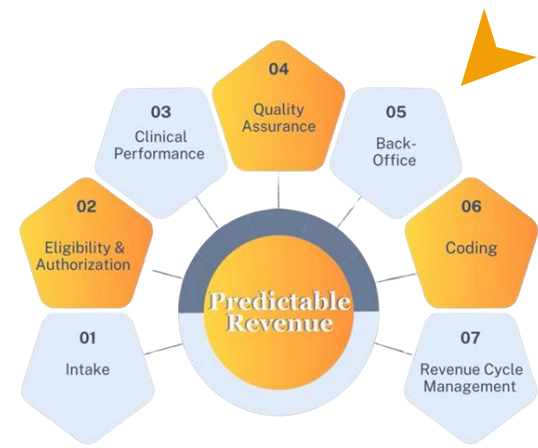 01
Intake
02
Eligibility &
Authorization
03
Clinical
Performance
04
Quality
Assurance
05
Back-
Office
06
Coding
07
Revenue Cycle
Management
Predictable
Revenue